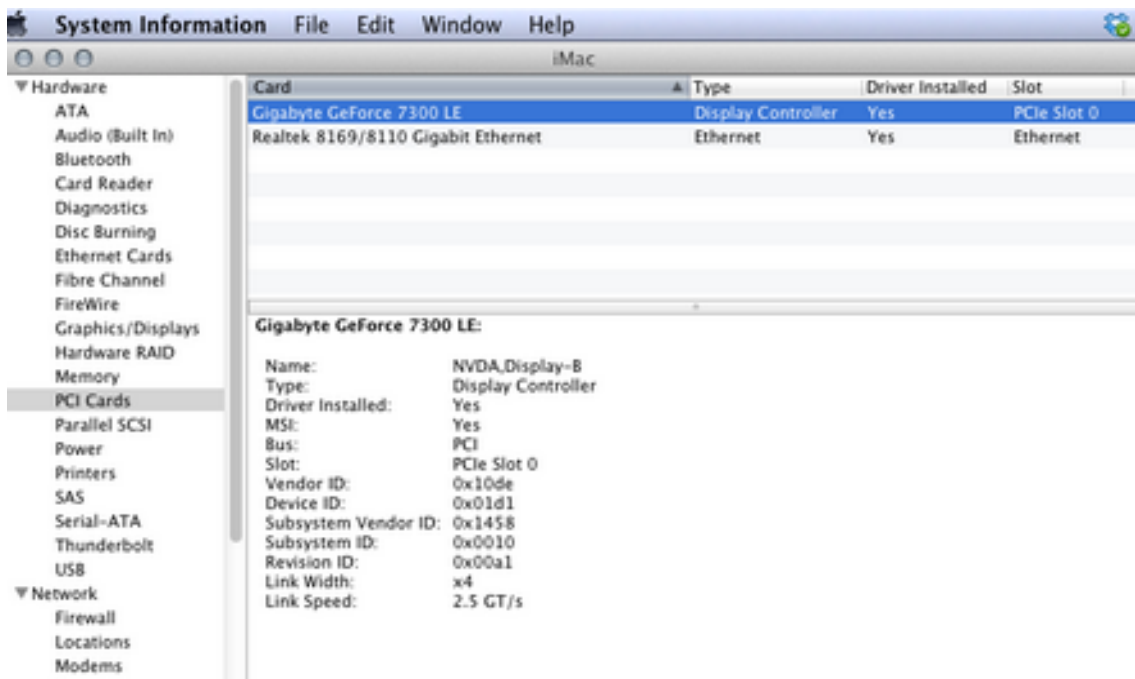 System Information File Edit Window Help
iMac
Hardware
ATA
Audio (Built In)
Bluetooth
Card Reader
Diagnostics
Disc Burning
Ethernet Cards
Fibre Channel
FireWire
Graphics/Displays
Hardware RAID
Memory
PCI Cards
Parallel SCSI
Power
Printers
SAS
Serial-ATA
Thunderbolt
USB
Network
Firewall
Locations
Modems
Card Type Driver Installed Slot
Gigabyte GeForce 7300 LE Display Controller Yes PCIe Slot 0
Realtek 8169/8110 Gigabit Ethernet Ethernet Yes Ethernet
Gigabyte GeForce 7300 LE:
Name: NVDA,Display-B
Type: Display Controller
Driver Installed: Yes
MSI: Yes
Bus: PCI
Slot: PCIe Slot 0
Vendor ID: 0x10de
Device ID: 0x01d1
Subsystem Vendor ID: 0x1458
Subsystem ID: 0x0010
Revision ID: 0x00a1
Link Width: x4
Link Speed: 2.5 GT/s